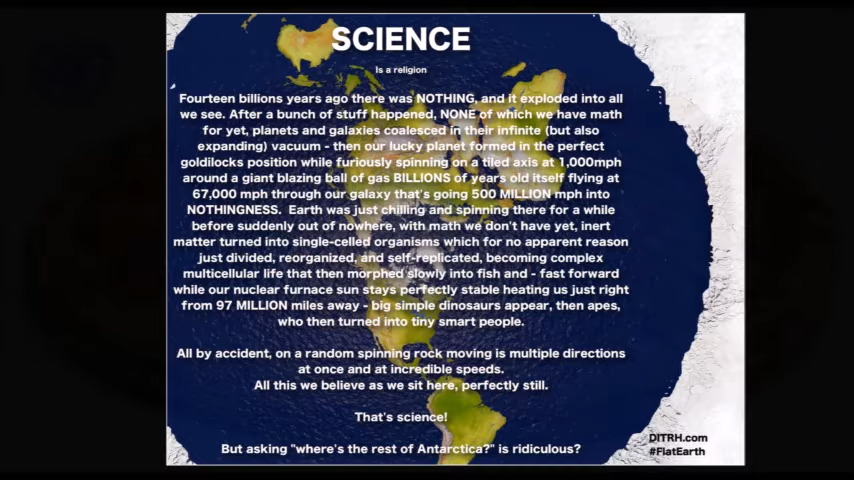 SCIENCE
Is a religion
Fourteen billions years ago there was NOTHING, and it exploded into all
we see. After a bunch of stuff happened, NONE of which we have math
for yet, planets and galaxies coalesced in their infinite (but also
expanding) vacuum - then our lucky planet formed in the perfect
goldilocks position while furiously spinning on a tiled axis at 1,000mph
around a giant blazing ball of gas BILLIONS of years old itself flying at
67,000 mph through our galaxy that's going 500 MILLION mph into
NOTHINGNESS. Earth was just chilling and spinning there for a while
before suddenly out of nowhere, with math we don't have yet, inert
matter turned into single-celled organisms which for no apparent reason
just divided, reorganized, and self-replicated, becoming complex
multicellular life that then morphed slowly into fish and - fast forward
while our nuclear furnace sun stays perfectly stable heating us just right
from 97 MILLION miles away - big simple dinosaurs appear, then apes,
who then turned into tiny smart people.
All by accident, on a random spinning rock moving is multiple directions
at once and at incredible speeds.
All this we believe as we sit here, perfectly still.
That's science!
But asking "where's the rest of Antarctica?" is ridiculous?
DITRH.com
#FlatEarth